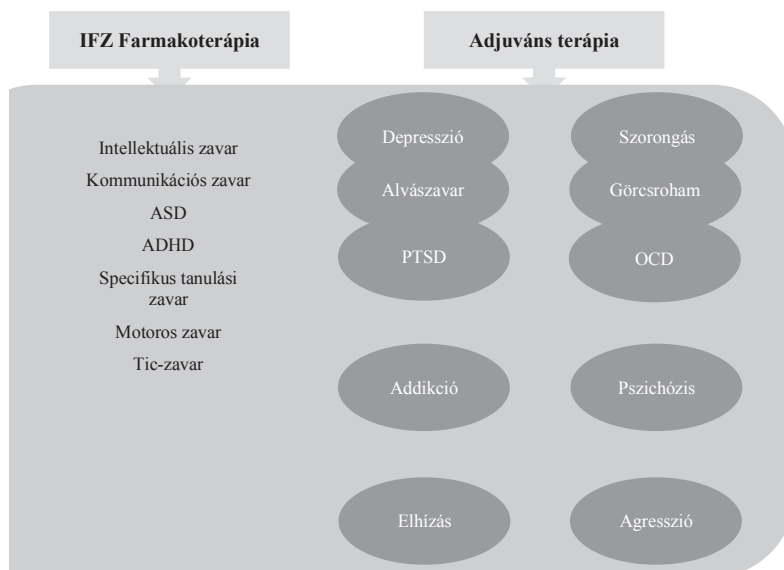 IFZ Farmakoterápia
Adjuváns terápia
Intellektuális zavar
Kommunikációs zavar
ASD
ADHD
Specifikus tanulási
zavar
Motoros zavar
Tic-zavar
Depresszió
Szorongás
Alvászavar
Görcsroham
PTSD
OCD
Addikció
Pszichózis
Elhízás
Agresszió